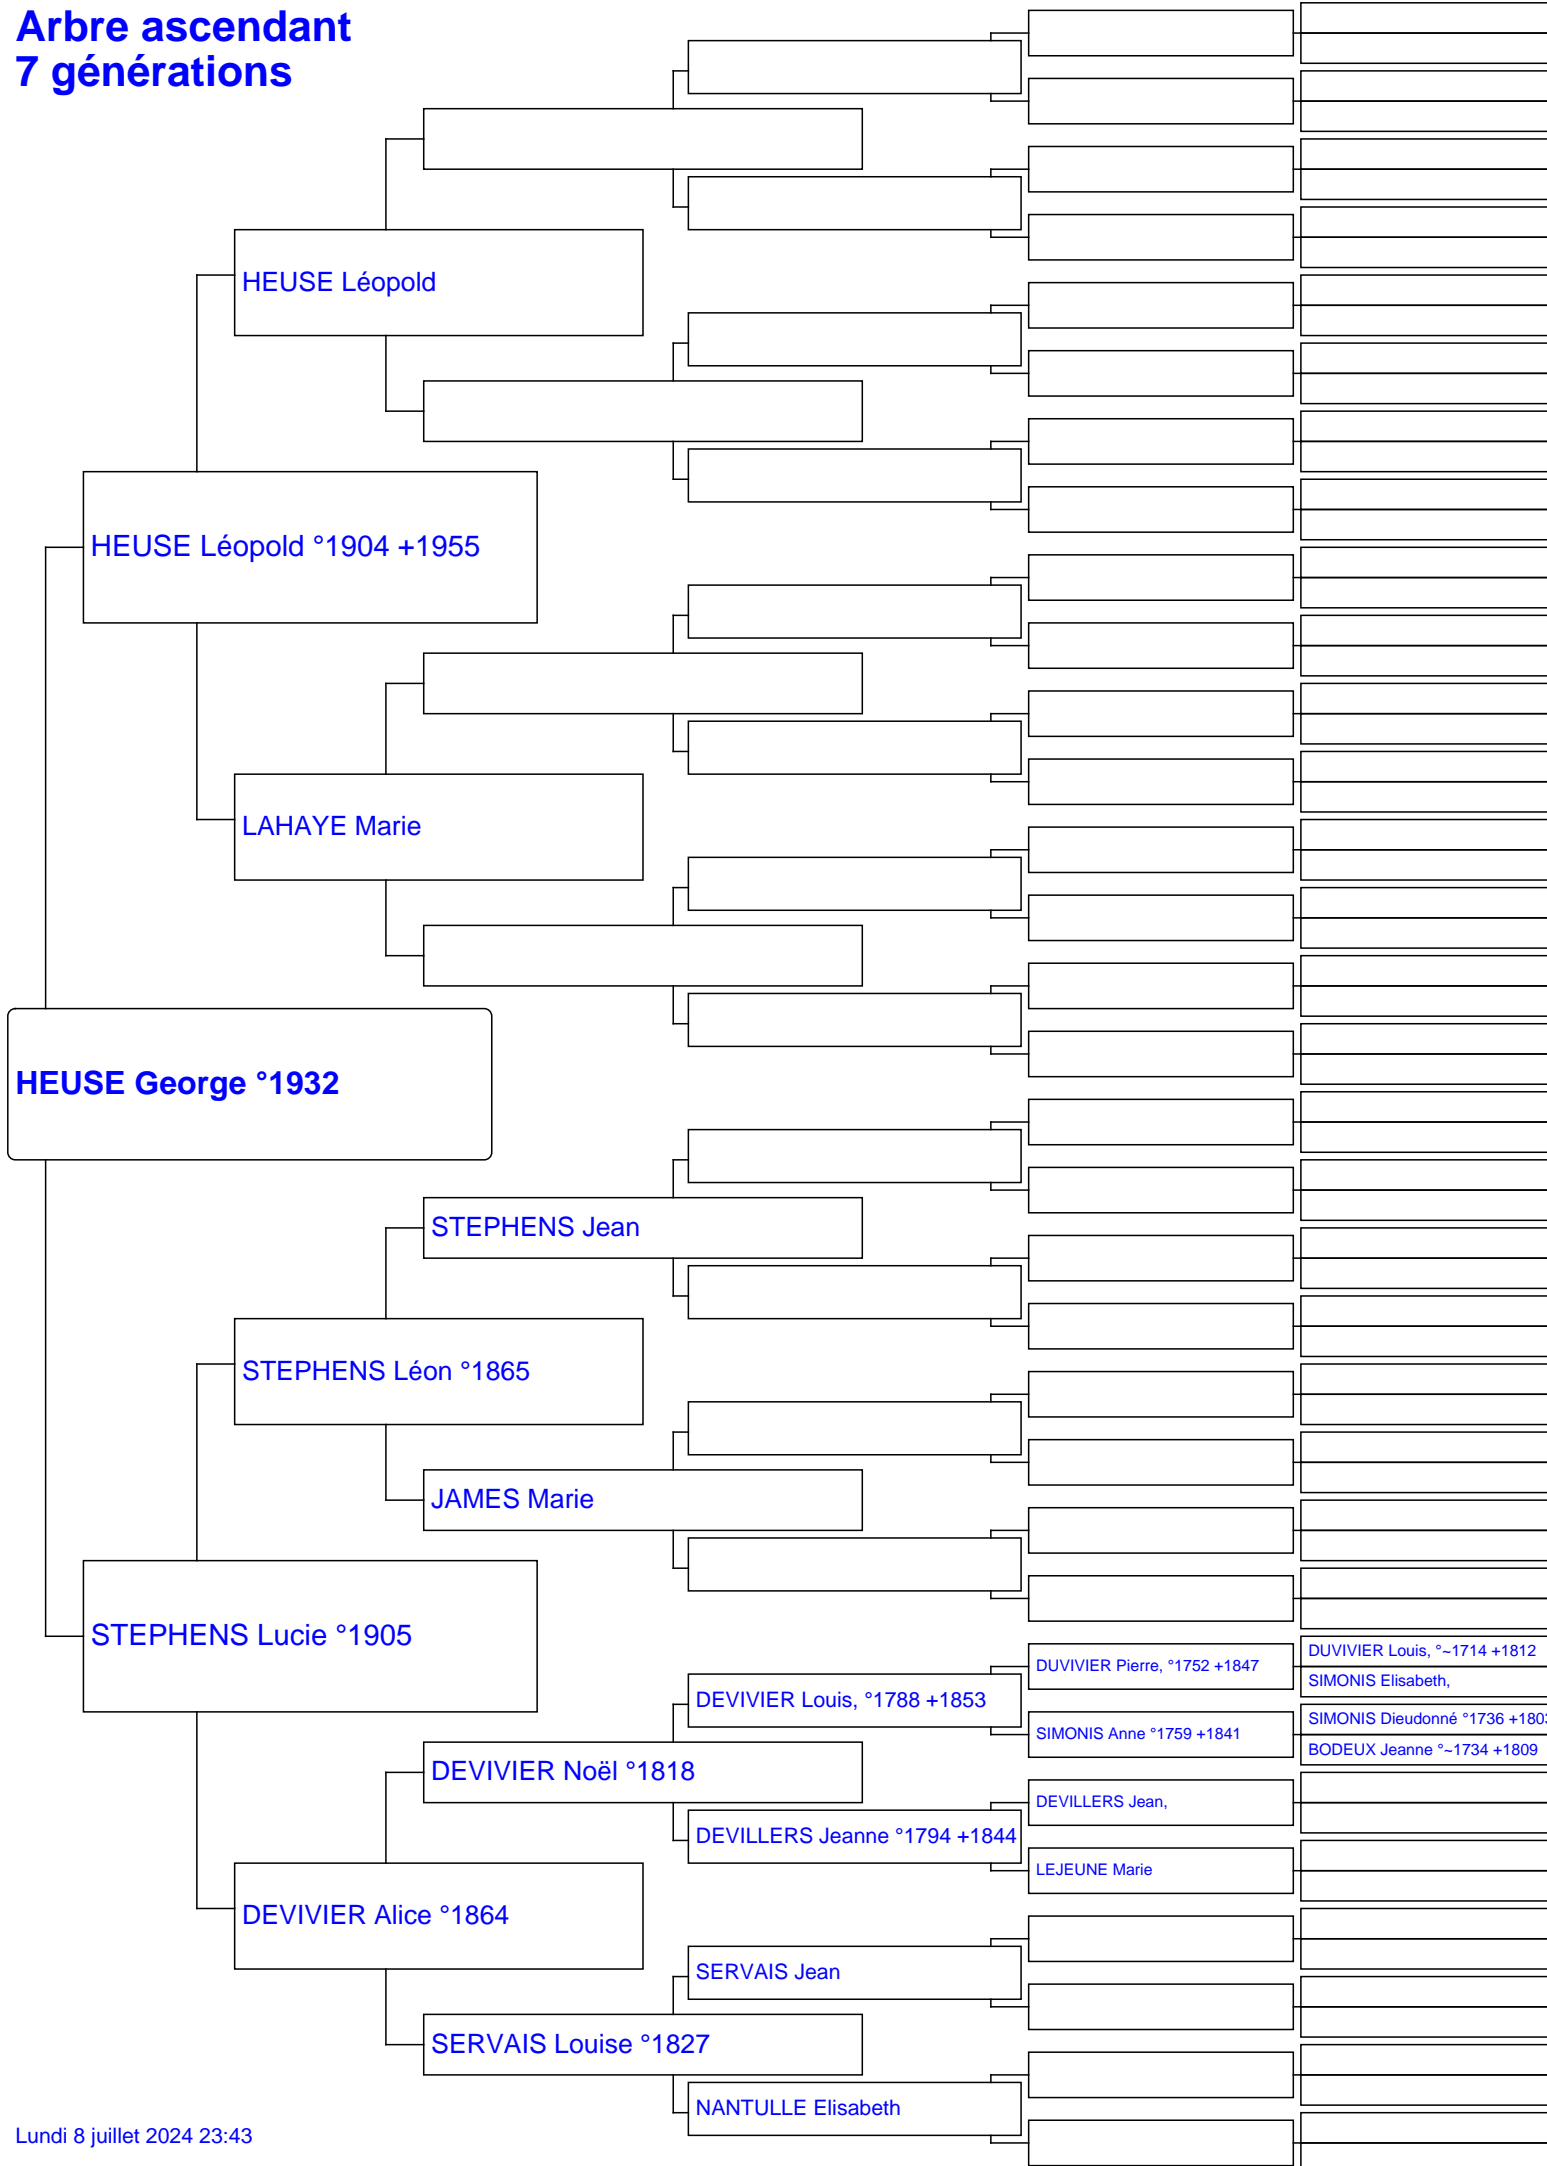 Arbre ascendant
7 générations
HEUSE Léopold
HEUSE Léopold °1904 +1955
LAHAYE Marie
HEUSE George °1932
STEPHENS Jean
STEPHENS Léon °1865
JAMES Marie
STEPHENS Lucie °1905
DUVIVIER Louis, °~1714 +1812
DUVIVIER Pierre, °1752 +1847
SIMONIS Elisabeth,
DEVIVIER Louis, °1788 +1853
SIMONIS Dieudonné °1736 +1803
SIMONIS Anne °1759 +1841
BODEUX Jeanne °~1734 +1809
DEVIVIER Noël °1818
DEVILLERS Jean,
DEVILLERS Jeanne °1794 +1844
LEJEUNE Marie
DEVIVIER Alice °1864
SERVAIS Jean
SERVAIS Louise °1827
NANTULLE Elisabeth
Lundi 8 juillet 2024 23:43